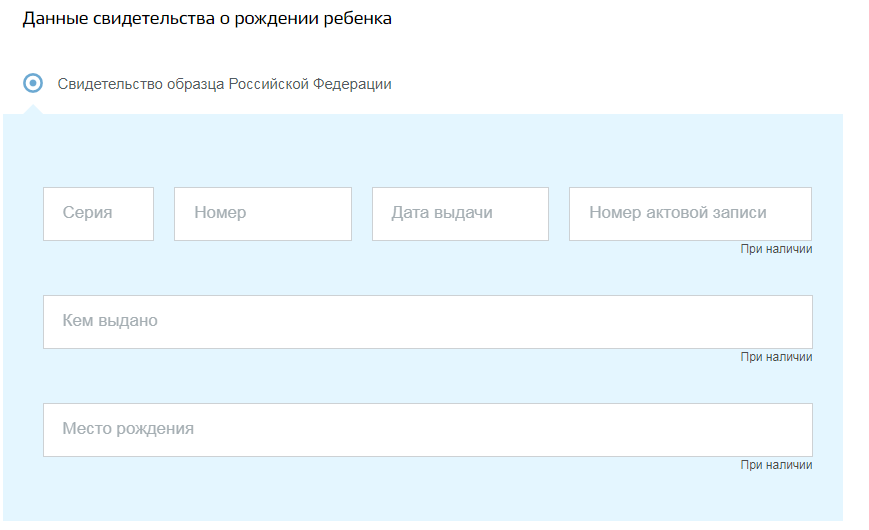 Данные свидетельства о рождении ребенка
Свидетельство образца Российской Федерации
Серия Номер Дата выдачи Номер актовой записи
При наличии
Кем выдано
При наличии
Место рождения
При наличии